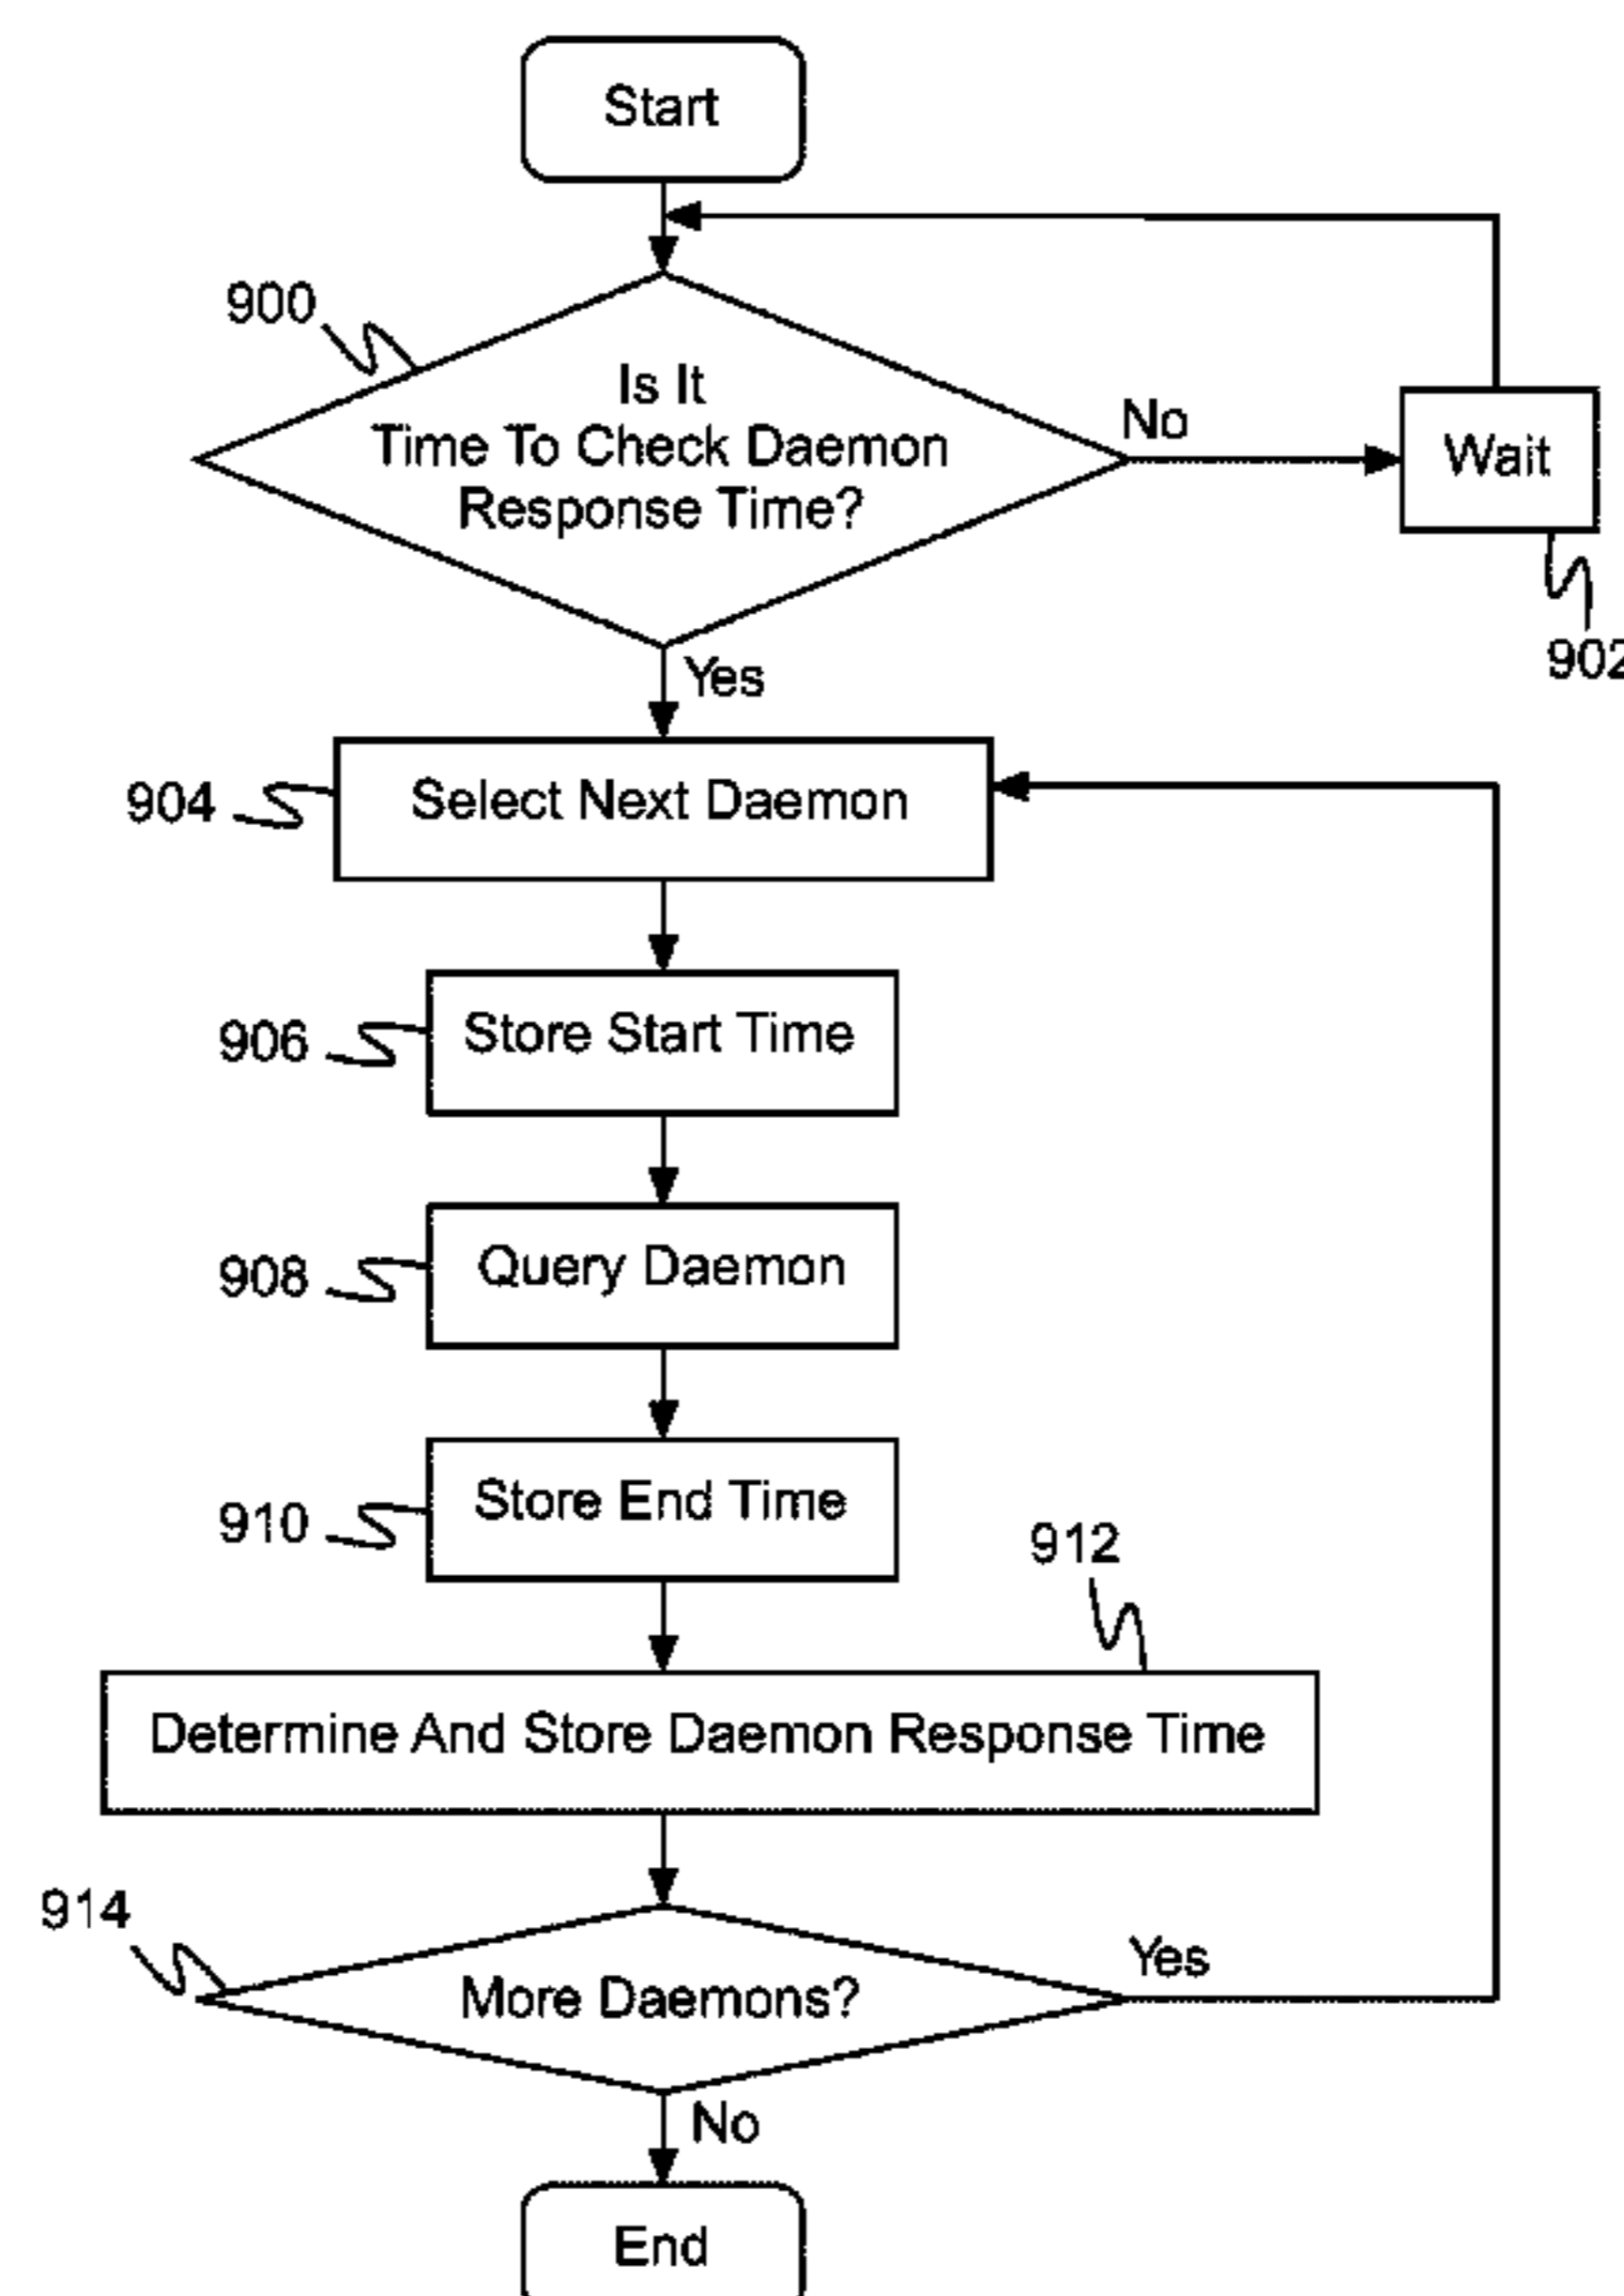 Start
900
Is It
Time To Check Daemon
Response Time?
No
Wait
902
Yes
904
Select Next Daemon
906
Store Start Time
908
Query Daemon
910
Store End Time
912
Determine And Store Daemon Response Time
914
More Daemons?
Yes
No
End